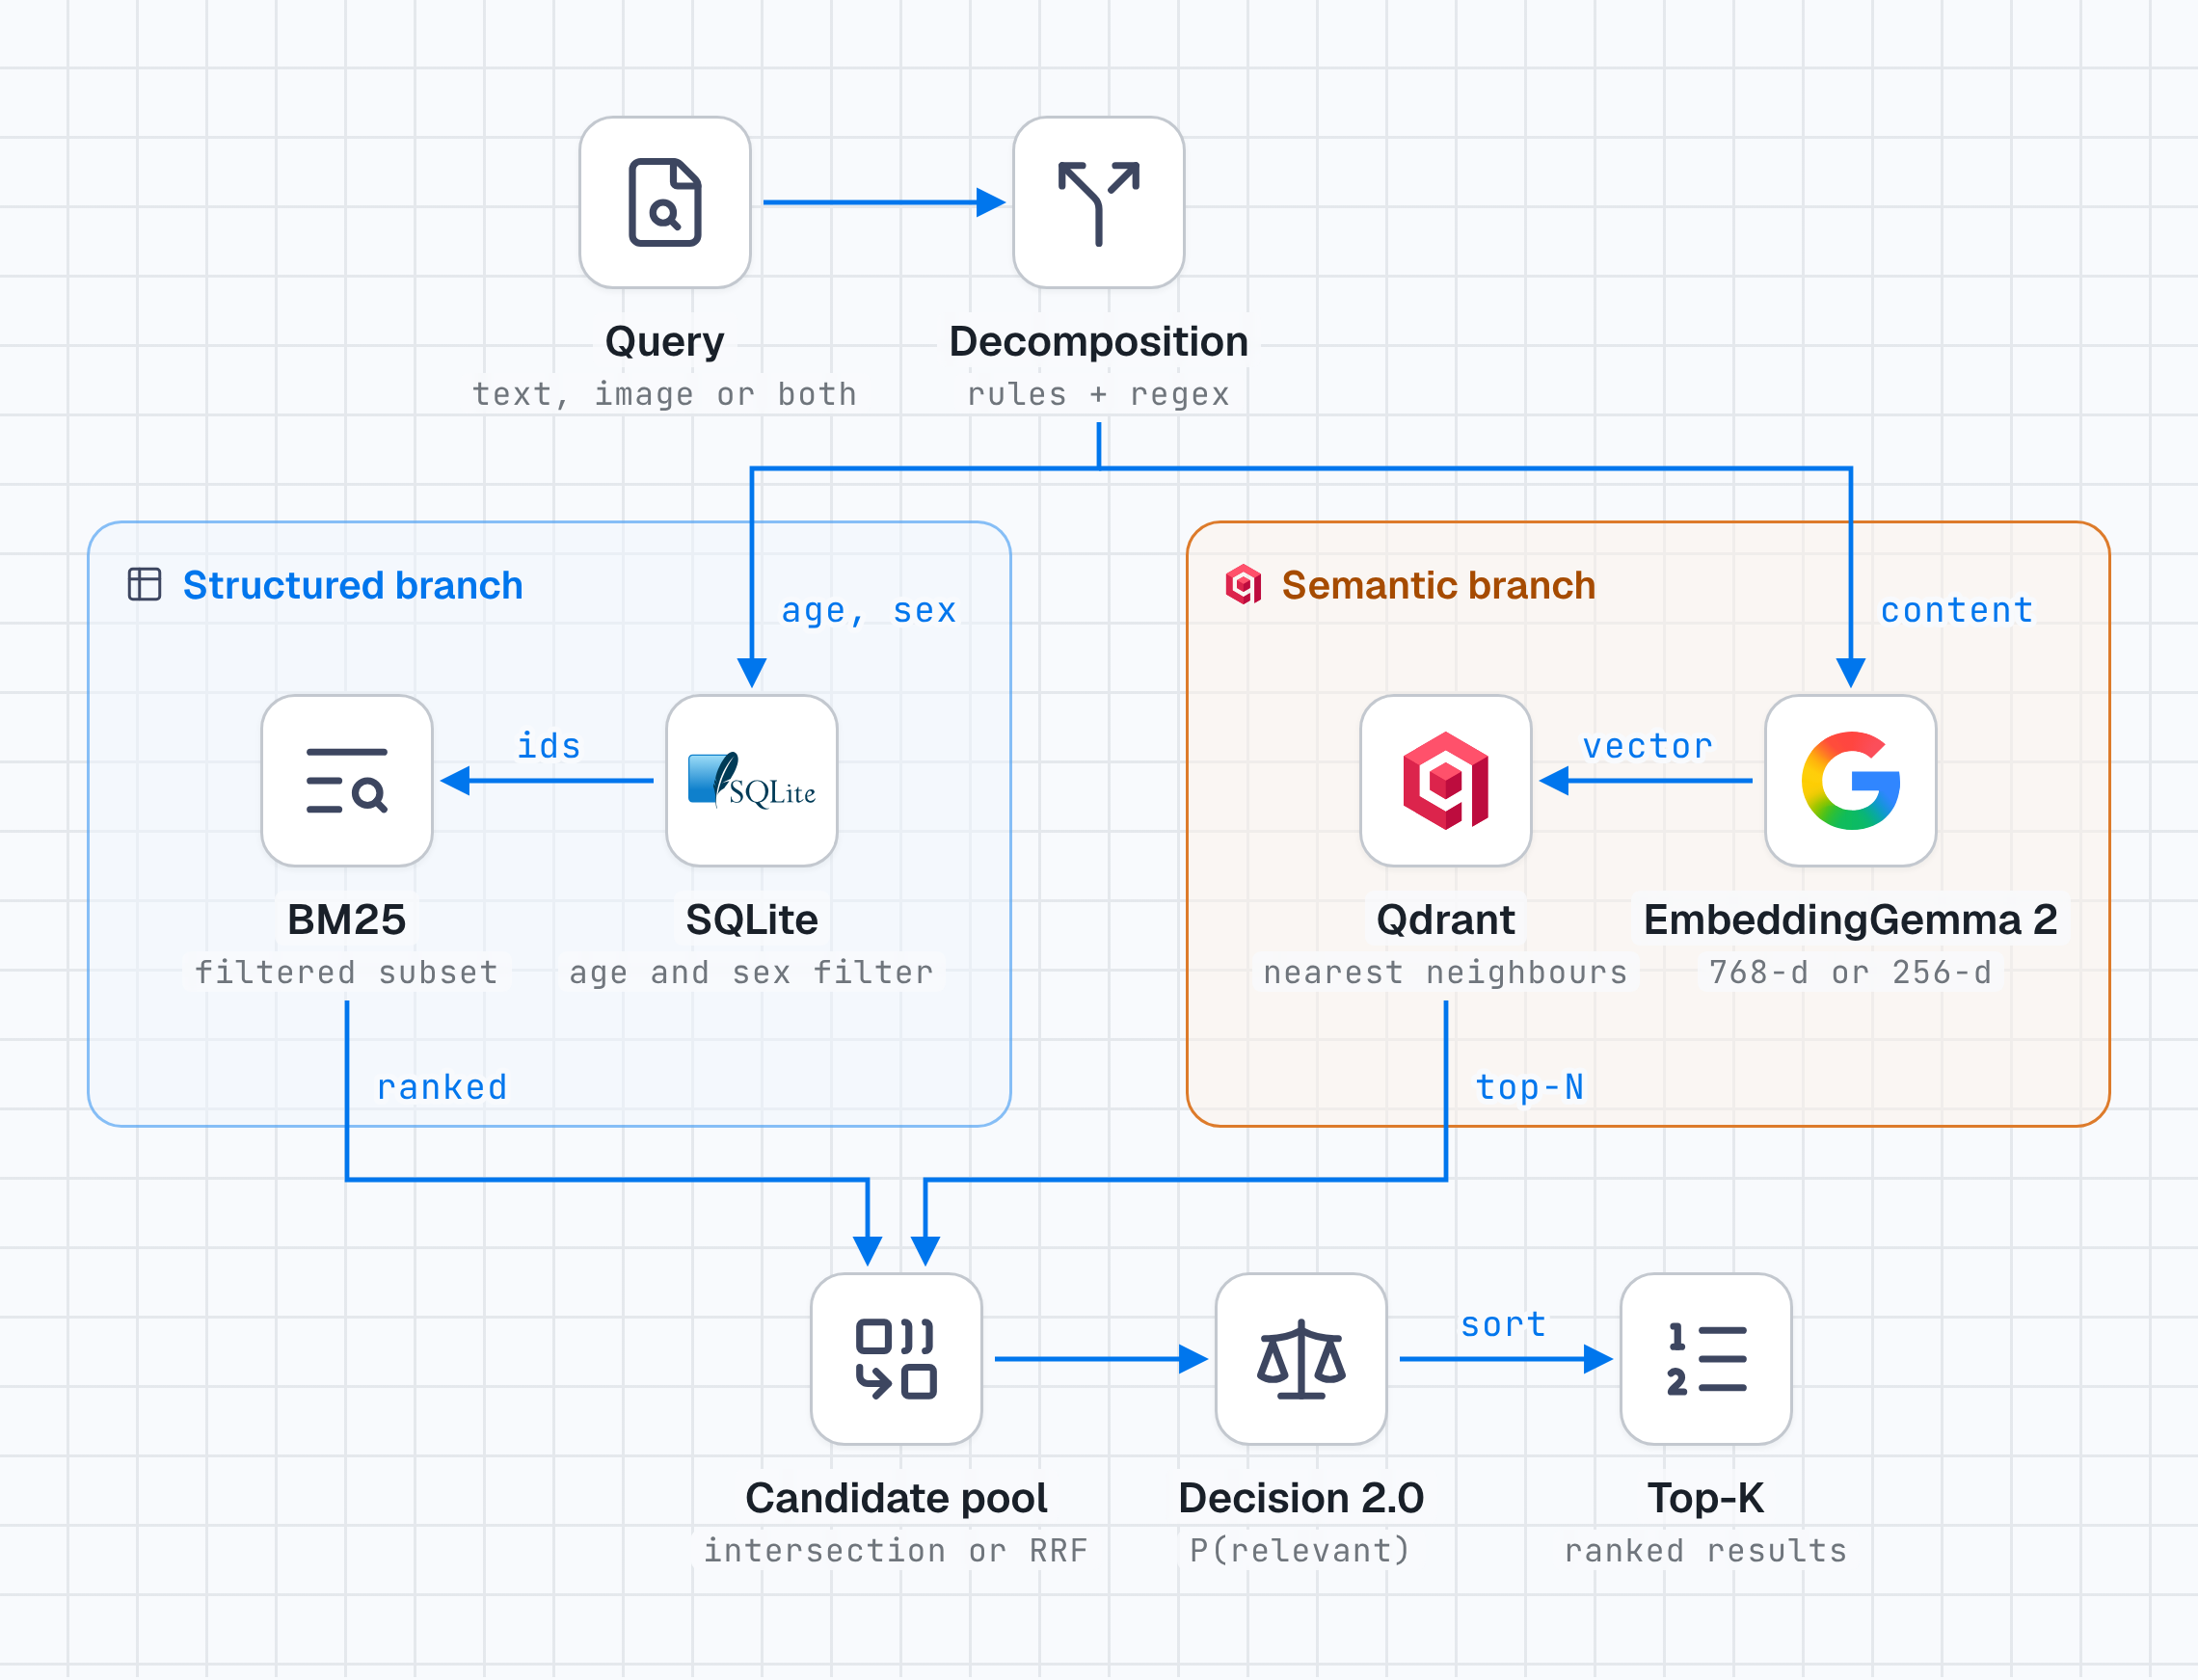 Query
text, image or both
Decomposition
rules + regex
Structured branch
age, sex
ids
SQLite
BM25
filtered subset
SQLite
age and sex filter
ranked
Semantic branch
content
vector
Qdrant
nearest neighbours
EmbeddingGemma 2
768-d or 256-d
top-N
Candidate pool
intersection or RRF
Decision 2.0
P(relevant)
sort
1
2
Top-K
ranked results